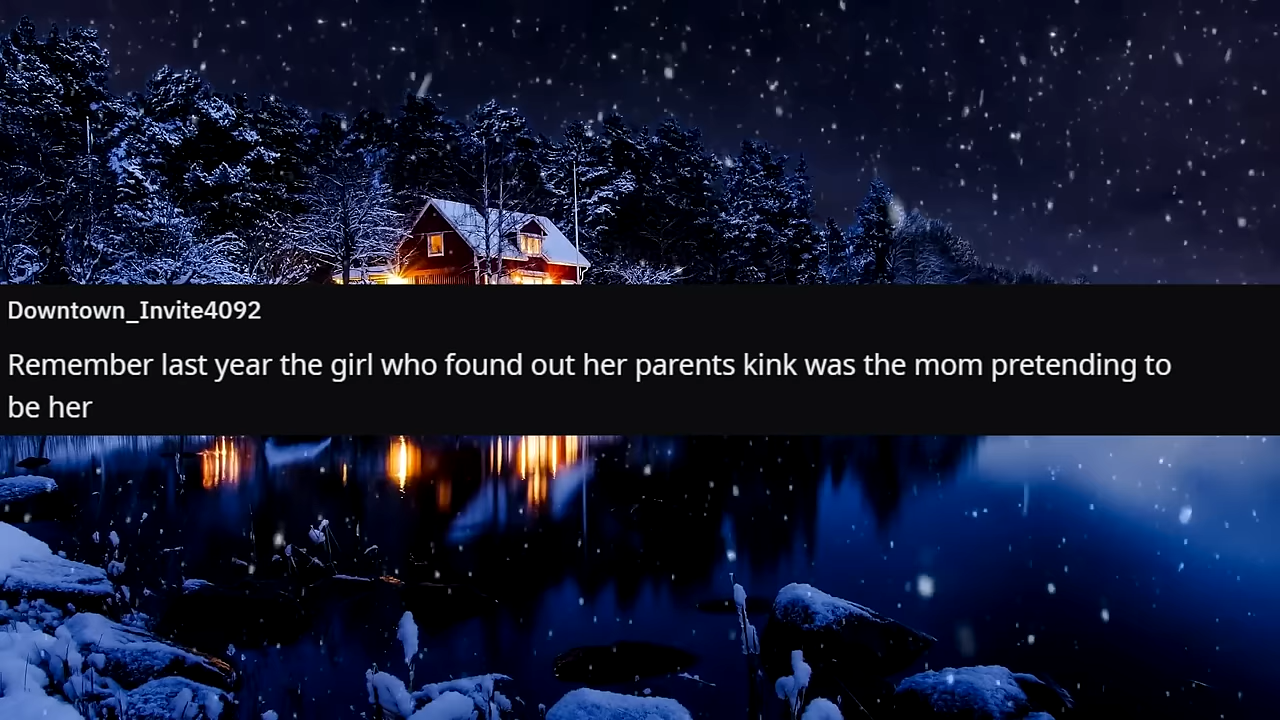 Downtown_Invite4092
Remember last year the girl who found out her parents kink was the mom pretending to
be her